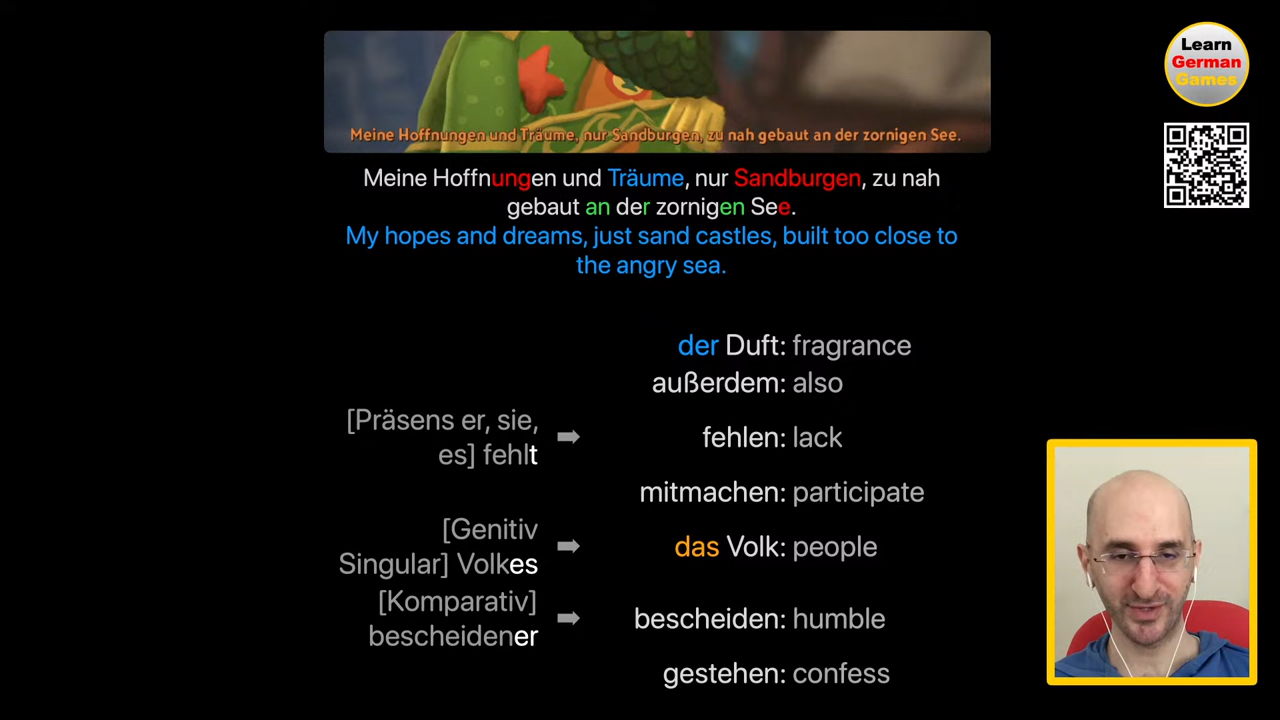 Learn
German
Games
Meine Hoffnungen und Träume, nur Sandburgen, zu nah gebaut an der zornigen See.
Meine Hoffnungen und Träume, nur Sandburgen, zu nah
gebaut an der zornigen See.
My hopes and dreams, just sand castles, built too close to
the angry sea.
der Duft: fragrance
außerdem: also
[Präsens er, sie,
es] fehlt ➡ fehlen: lack
mitmachen: participate
[Genitiv
Singular] Volkes ➡ das Volk: people
[Komparativ]
bescheidener ➡ bescheiden: humble
gestehen: confess